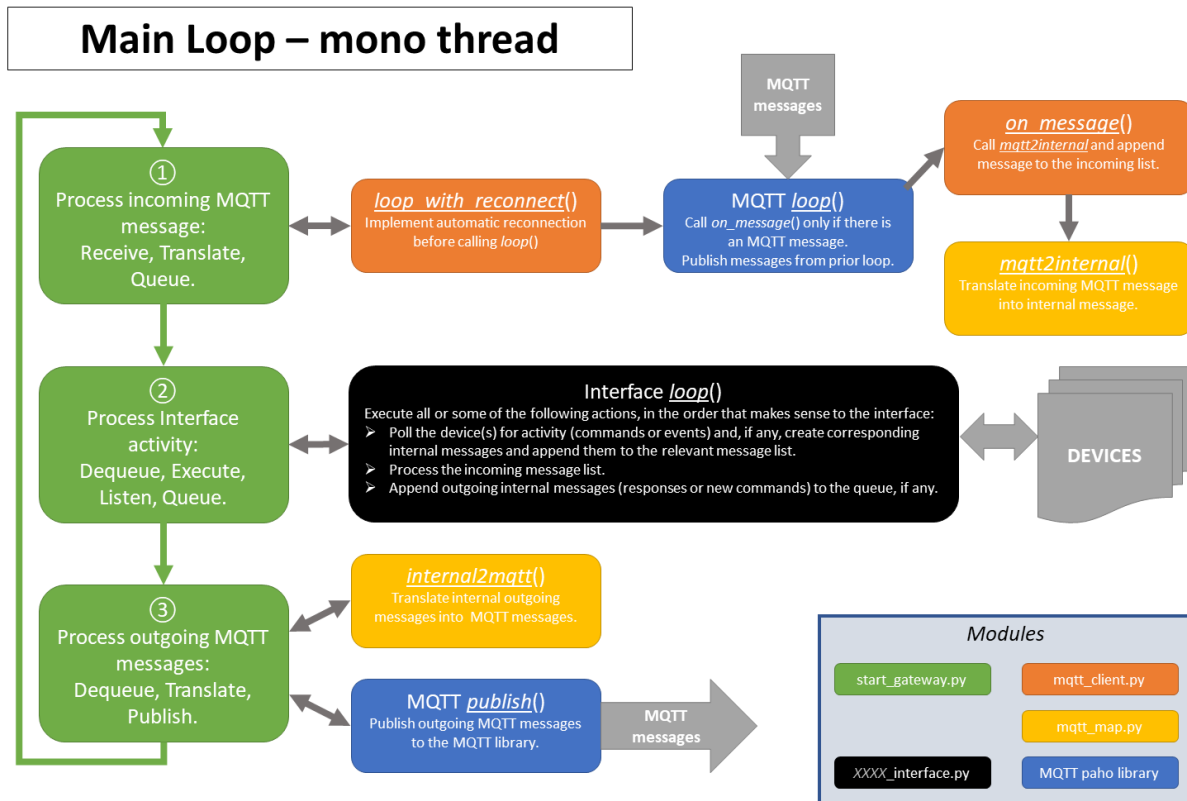 Main Loop – mono thread
MQTT
messages
①
Process incoming MQTT
message:
Receive, Translate,
Queue.
loop_with_reconnect()
Implement automatic reconnection
before calling loop()
MQTT loop()
Call on_message() only if there is
an MQTT message.
Publish messages from prior loop.
on_message()
Call mqtt2internal and append
message to the incoming list.
mqtt2internal()
Translate incoming MQTT message
into internal message.
②
Process Interface
activity:
Dequeue, Execute,
Listen, Queue.
Interface loop()
Execute all or some of the following actions, in the order that makes sense to the interface:
➢ Poll the device(s) for activity (commands or events) and, if any, create corresponding
internal messages and append them to the relevant message list.
➢ Process the incoming message list.
➢ Append outgoing internal messages (responses or new commands) to the queue, if any.
DEVICES
③
Process outgoing MQTT
messages:
Dequeue, Translate,
Publish.
internal2mqtt()
Translate internal outgoing
messages into MQTT messages.
MQTT publish()
Publish outgoing MQTT messages
to the MQTT library.
MQTT
messages
Modules
start_gateway.py
mqtt_client.py
mqtt_map.py
XXXX_interface.py
MQTT paho library